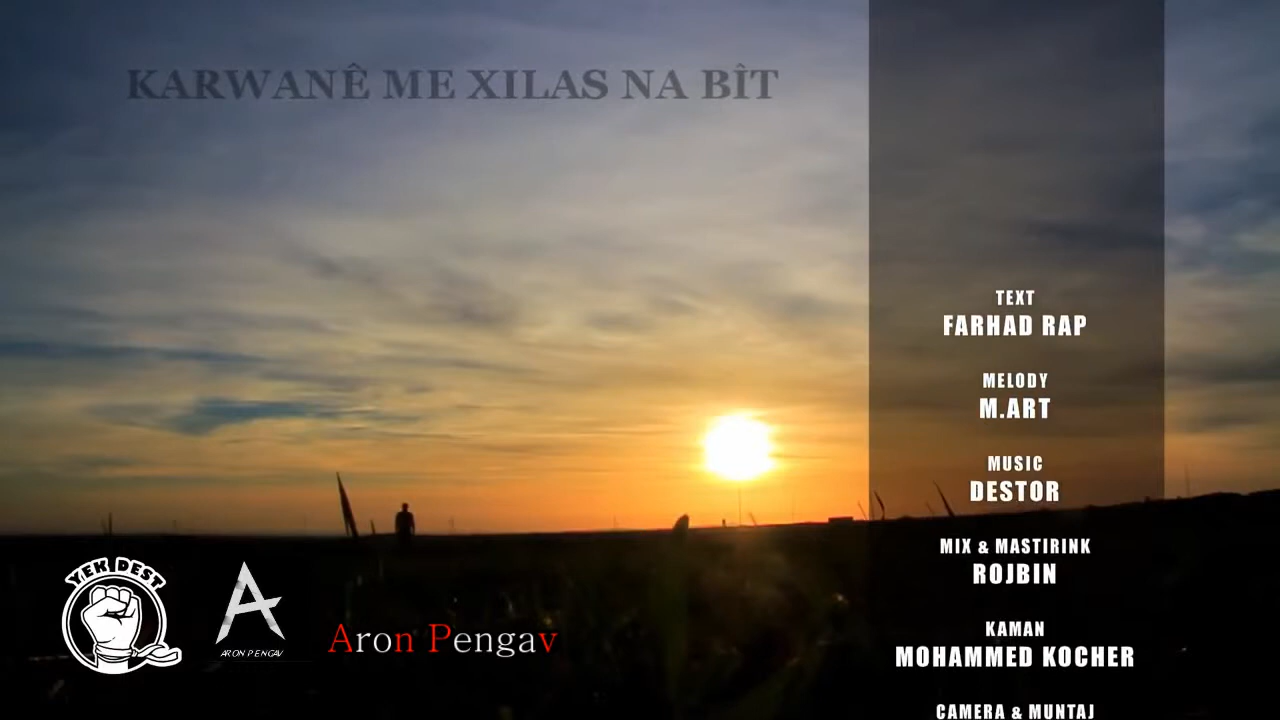 KARWANÊ ME XILAS NA BÎT
TEXT
FARHAD RAP
MELODY
M.ART
MUSIC
DESTOR
MIX & MASTIRINK
ROJBIN
KAMAN
MOHAMMED KOCHER
CAMERA & MUNTAJ
YEK DEST
ARON PENGAV
Aron Pengav